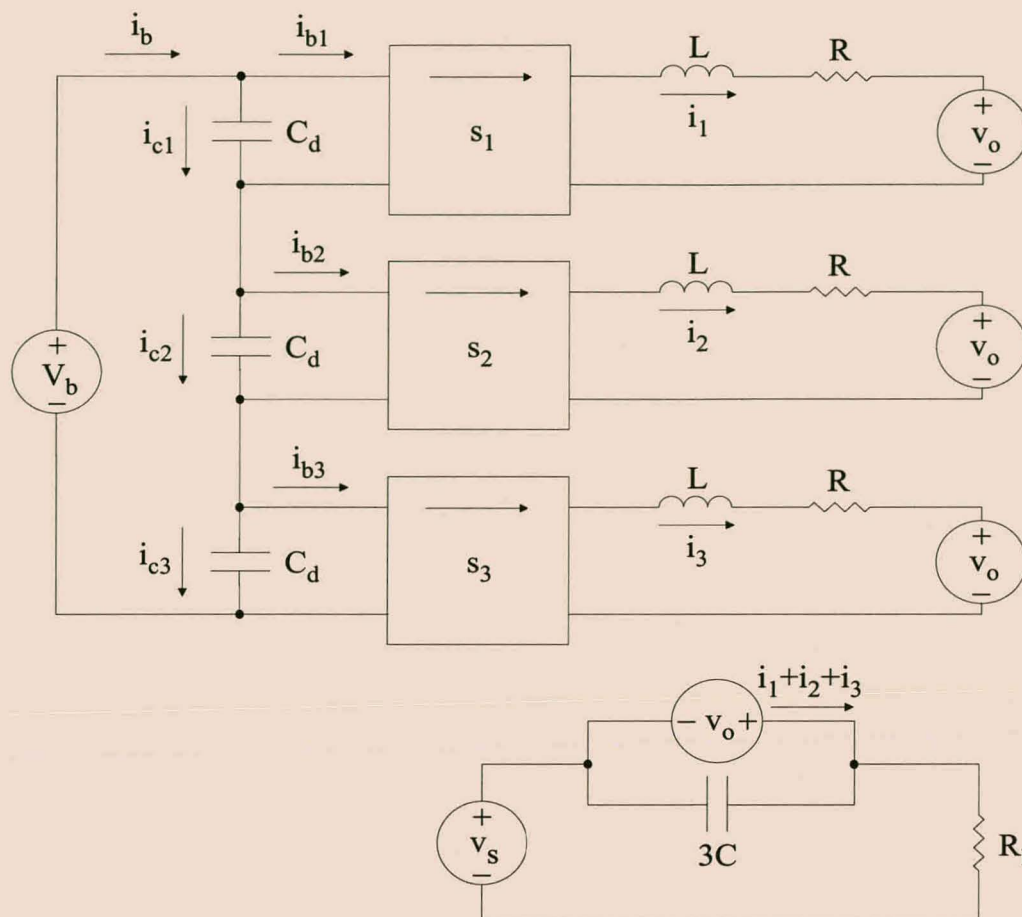 i_b
i_b1
L
R
i_c1
C_d
s_1
i_1
+
v_o
−
i_b2
L
R
i_c2
C_d
s_2
i_2
+
v_o
−
+
V_b
−
i_b3
L
R
i_c3
C_d
s_3
i_3
+
v_o
−
i_1+i_2+i_3
− v_o +
+
v_s
−
3C
R